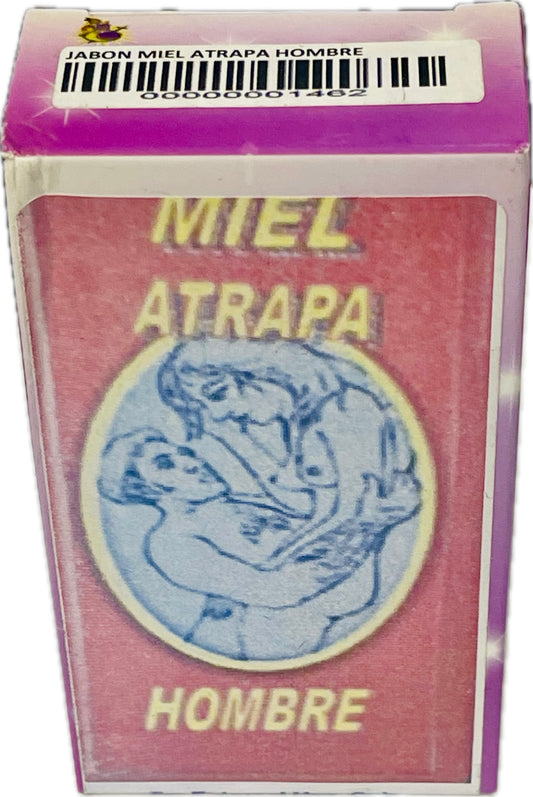 JABON MIEL ATRAPA HOMBRE
00000001462
MIEL
ATRAPA
HOMBRE